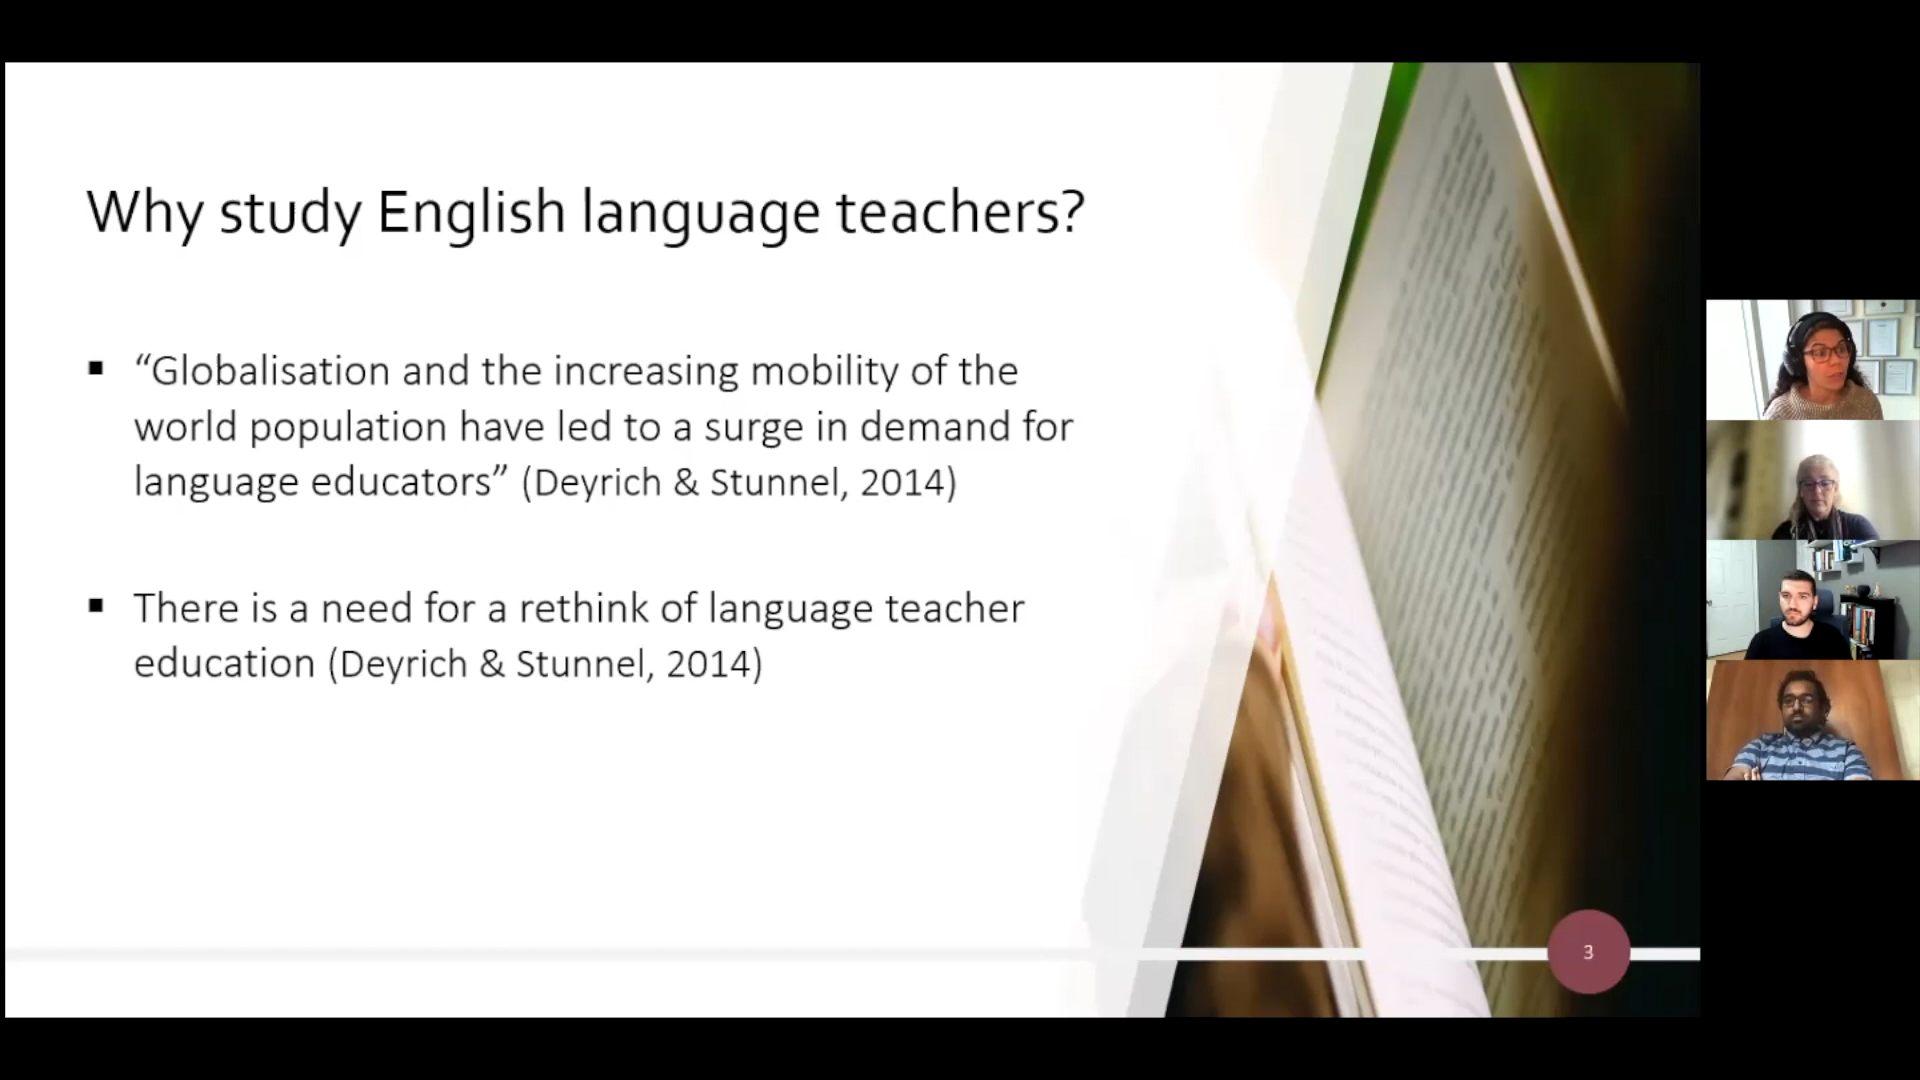 Why study English language teachers?
▪ “Globalisation and the increasing mobility of the
world population have led to a surge in demand for
language educators” (Deyrich & Stunnel, 2014)
▪ There is a need for a rethink of language teacher
education (Deyrich & Stunnel, 2014)
3